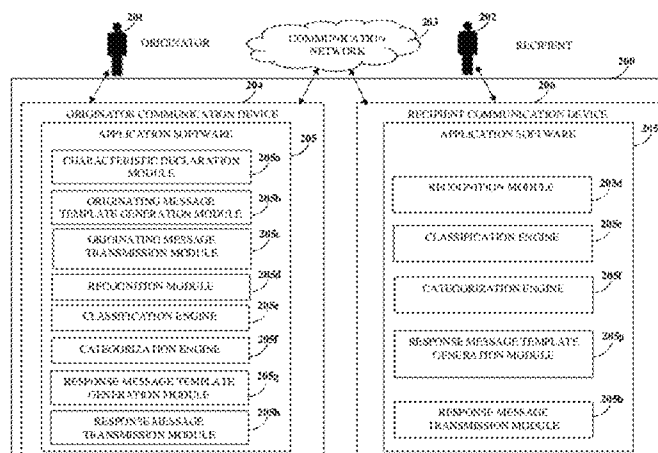 201
ORIGINATOR
COMMUNICATION
NETWORK
203
202
RECIPIENT
200
204
ORIGINATOR COMMUNICATION DEVICE
APPLICATION SOFTWARE
205
CHARACTERISTIC DECLARATION
MODULE
205a
ORIGINATING MESSAGE
TEMPLATE GENERATION MODULE
205b
ORIGINATING MESSAGE
TRANSMISSION MODULE
205c
RECOGNITION MODULE
205d
CLASSIFICATION ENGINE
205e
CATEGORIZATION ENGINE
205f
RESPONSE MESSAGE TEMPLATE
GENERATION MODULE
205g
RESPONSE MESSAGE
TRANSMISSION MODULE
205h
206
RECIPIENT COMMUNICATION DEVICE
APPLICATION SOFTWARE
205
RECOGNITION MODULE
205d
CLASSIFICATION ENGINE
205e
CATEGORIZATION ENGINE
205f
RESPONSE MESSAGE TEMPLATE
GENERATION MODULE
205g
RESPONSE MESSAGE
TRANSMISSION MODULE
205h